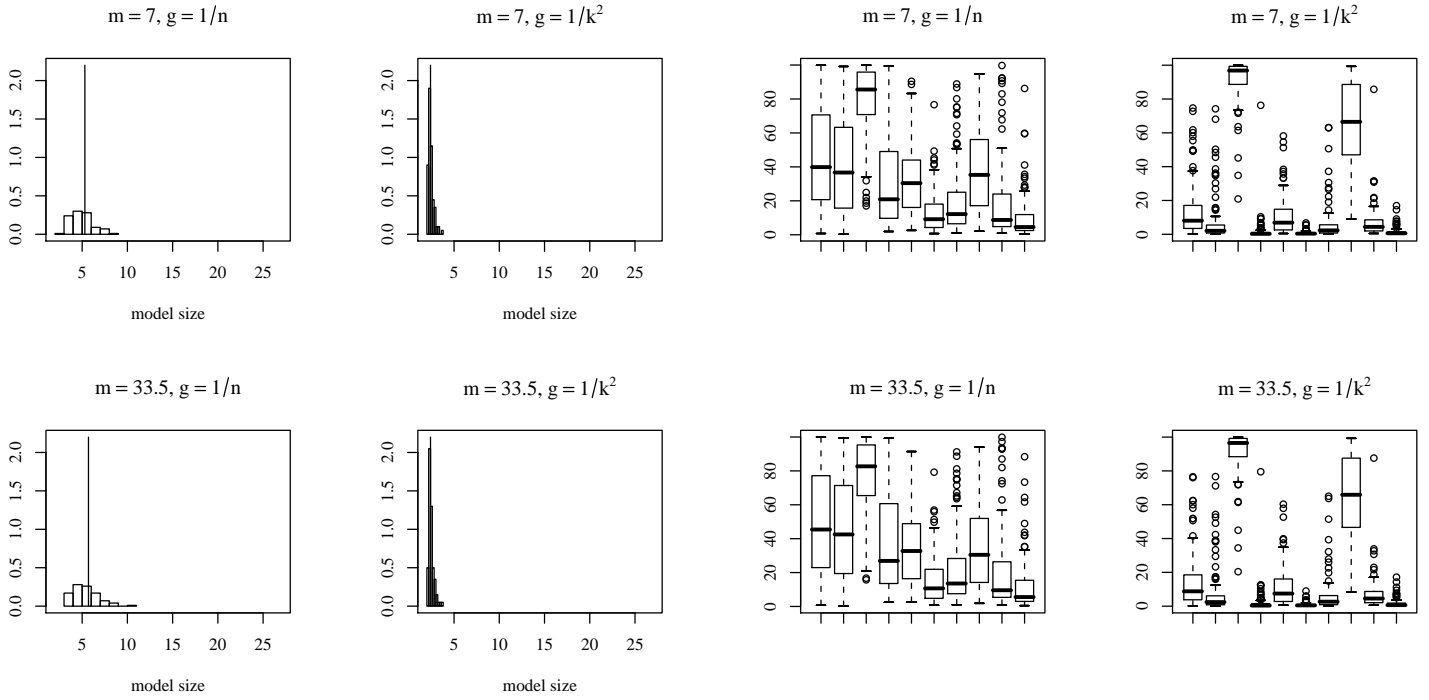 m = 7, g = 1/n
m = 7, g = 1/k²
m = 7, g = 1/n
m = 7, g = 1/k²
0.0 0.5 1.0 1.5 2.0
5 10 15 20 25
model size
0.0 0.5 1.0 1.5 2.0
5 10 15 20 25
model size
0 20 40 60 80
0 20 40 60 80
m = 33.5, g = 1/n
m = 33.5, g = 1/k²
m = 33.5, g = 1/n
m = 33.5, g = 1/k²
0.0 0.5 1.0 1.5 2.0
5 10 15 20 25
model size
0.0 0.5 1.0 1.5 2.0
5 10 15 20 25
model size
0 20 40 60 80
0 20 40 60 80